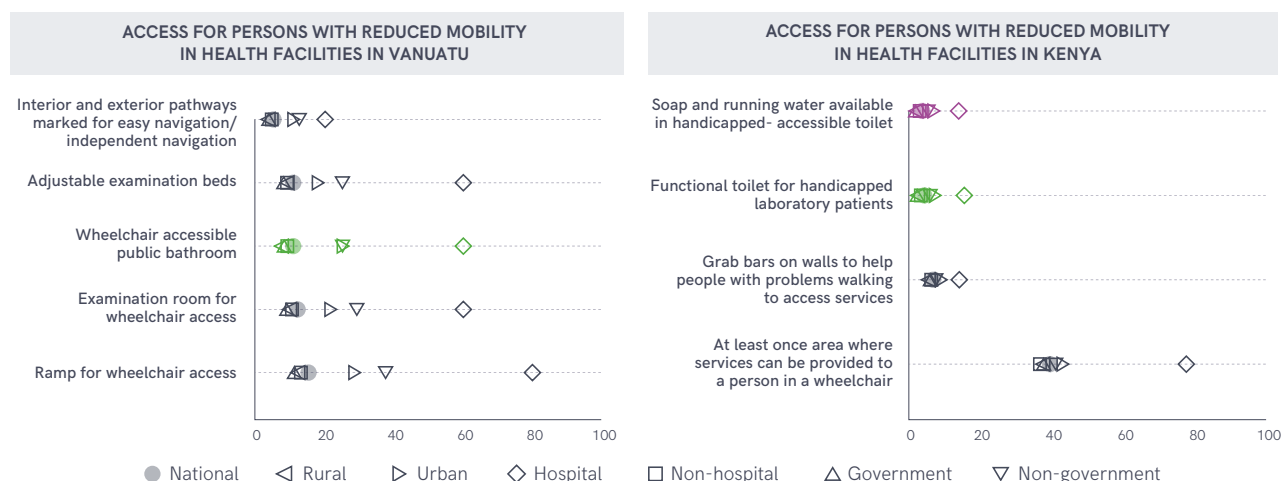 ACCESS FOR PERSONS WITH REDUCED MOBILITY
IN HEALTH FACILITIES IN VANUATU
Interior and exterior pathways
marked for easy navigation/
independent navigation
Adjustable examination beds
Wheelchair accessible
public bathroom
Examination room for
wheelchair access
Ramp for wheelchair access
0 20 40 60 80 100
ACCESS FOR PERSONS WITH REDUCED MOBILITY
IN HEALTH FACILITIES IN KENYA
Soap and running water available
in handicapped- accessible toilet
Functional toilet for handicapped
laboratory patients
Grab bars on walls to help
people with problems walking
to access services
At least once area where
services can be provided to
a person in a wheelchair
0 20 40 60 80 100
National Rural Urban Hospital Non-hospital Government Non-government